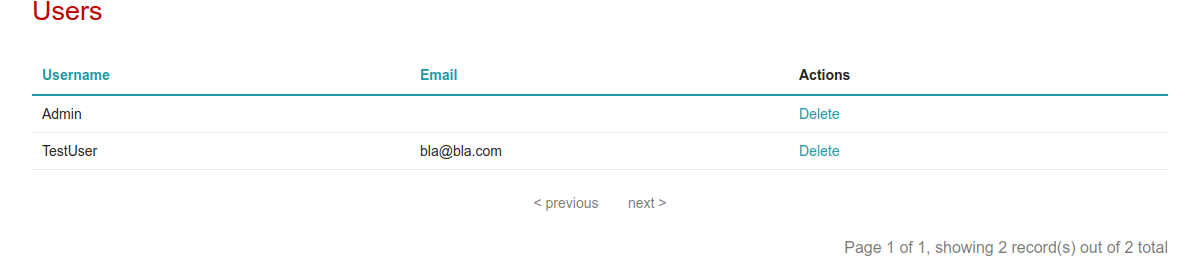 Users
Username Email Actions
Admin Delete
TestUser bla@bla.com Delete
< previous next >
Page 1 of 1, showing 2 record(s) out of 2 total